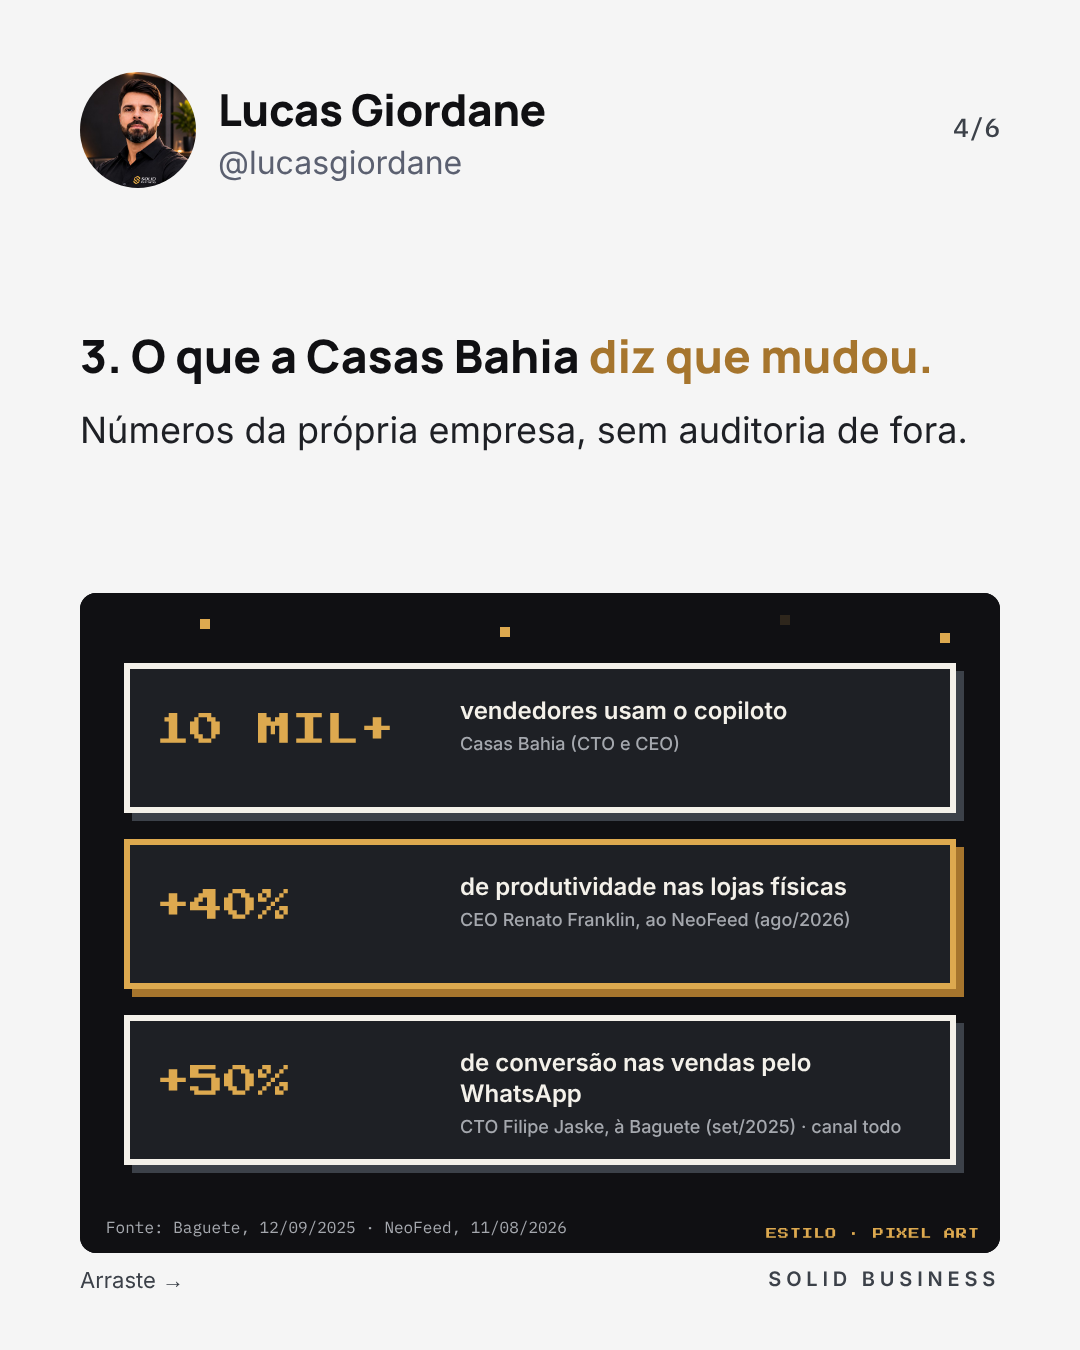 Lucas Giordane
@lucasgiordane
4/6
3. O que a Casas Bahia diz que mudou.
Números da própria empresa, sem auditoria de fora.
10 MIL+
vendedores usam o copiloto
Casas Bahia (CTO e CEO)
+40%
de produtividade nas lojas físicas
CEO Renato Franklin, ao NeoFeed (ago/2026)
+50%
de conversão nas vendas pelo
WhatsApp
CTO Filipe Jaske, à Baguete (set/2025) · canal todo
Fonte: Baguete, 12/09/2025 · NeoFeed, 11/08/2026
ESTILO · PIXEL ART
Arraste →
SOLID BUSINESS